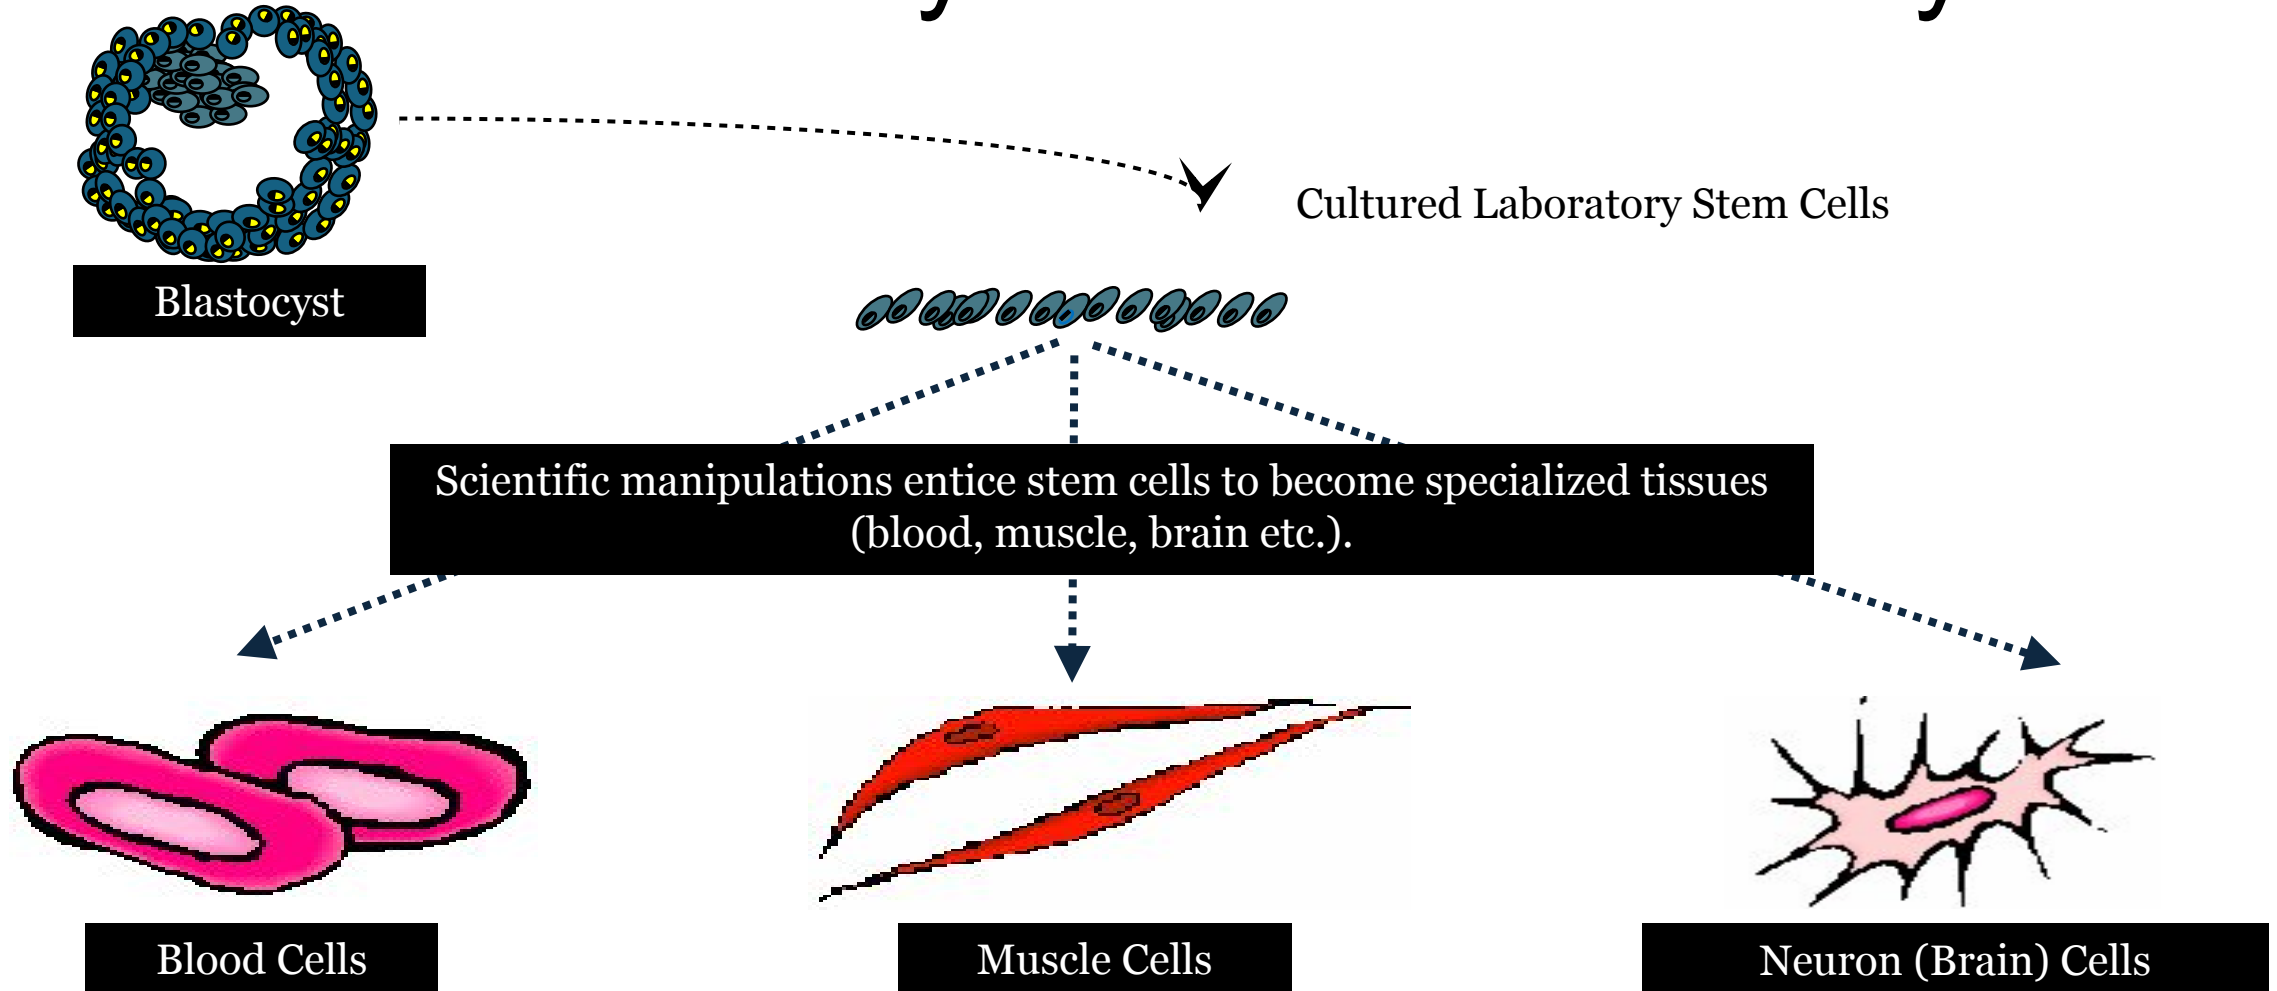 Cultured Laboratory Stem Cells
Blastocyst
Scientific manipulations entice stem cells to become specialized tissues
(blood, muscle, brain etc.).
Blood Cells
Muscle Cells
Neuron (Brain) Cells